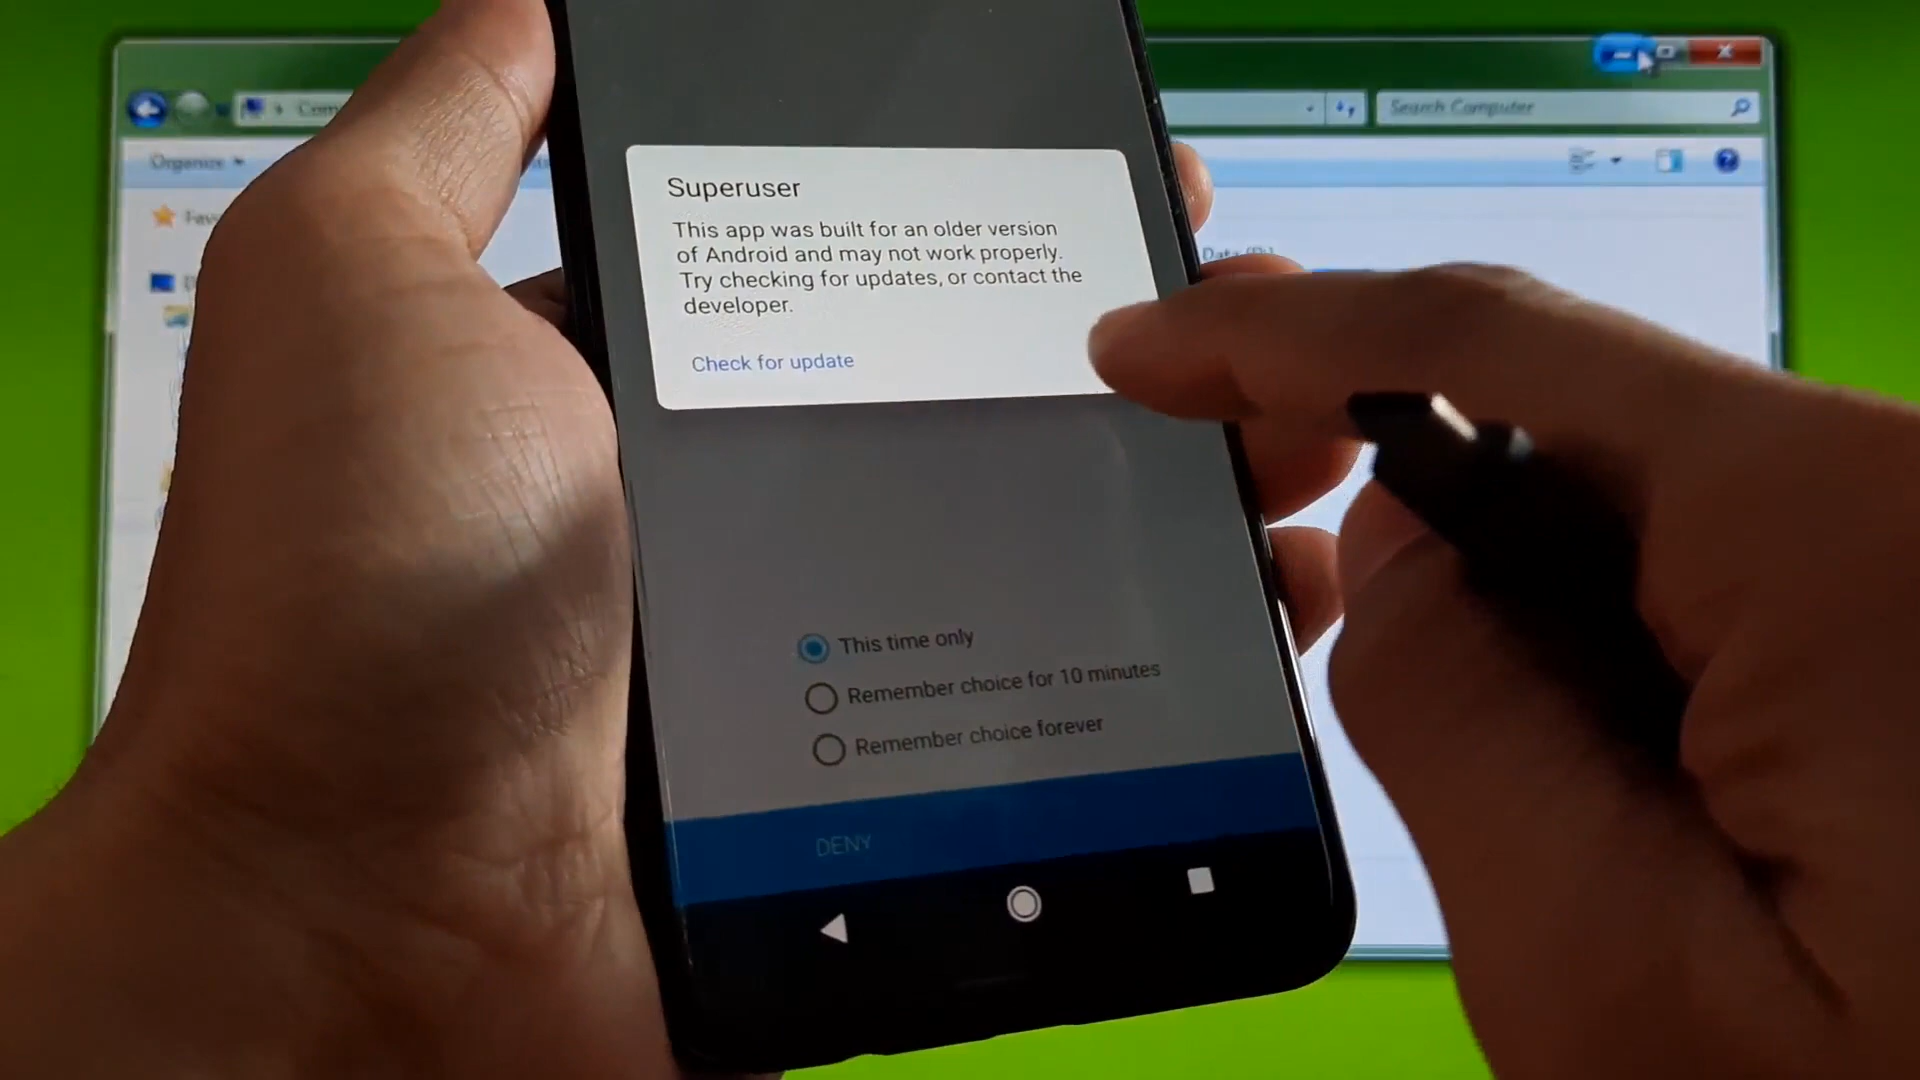 Search Computer
Organize
Superuser
This app was built for an older version
of Android and may not work properly.
Try checking for updates, or contact the
developer.
Check for update
This time only
Remember choice for 10 minutes
Remember choice forever
DENY